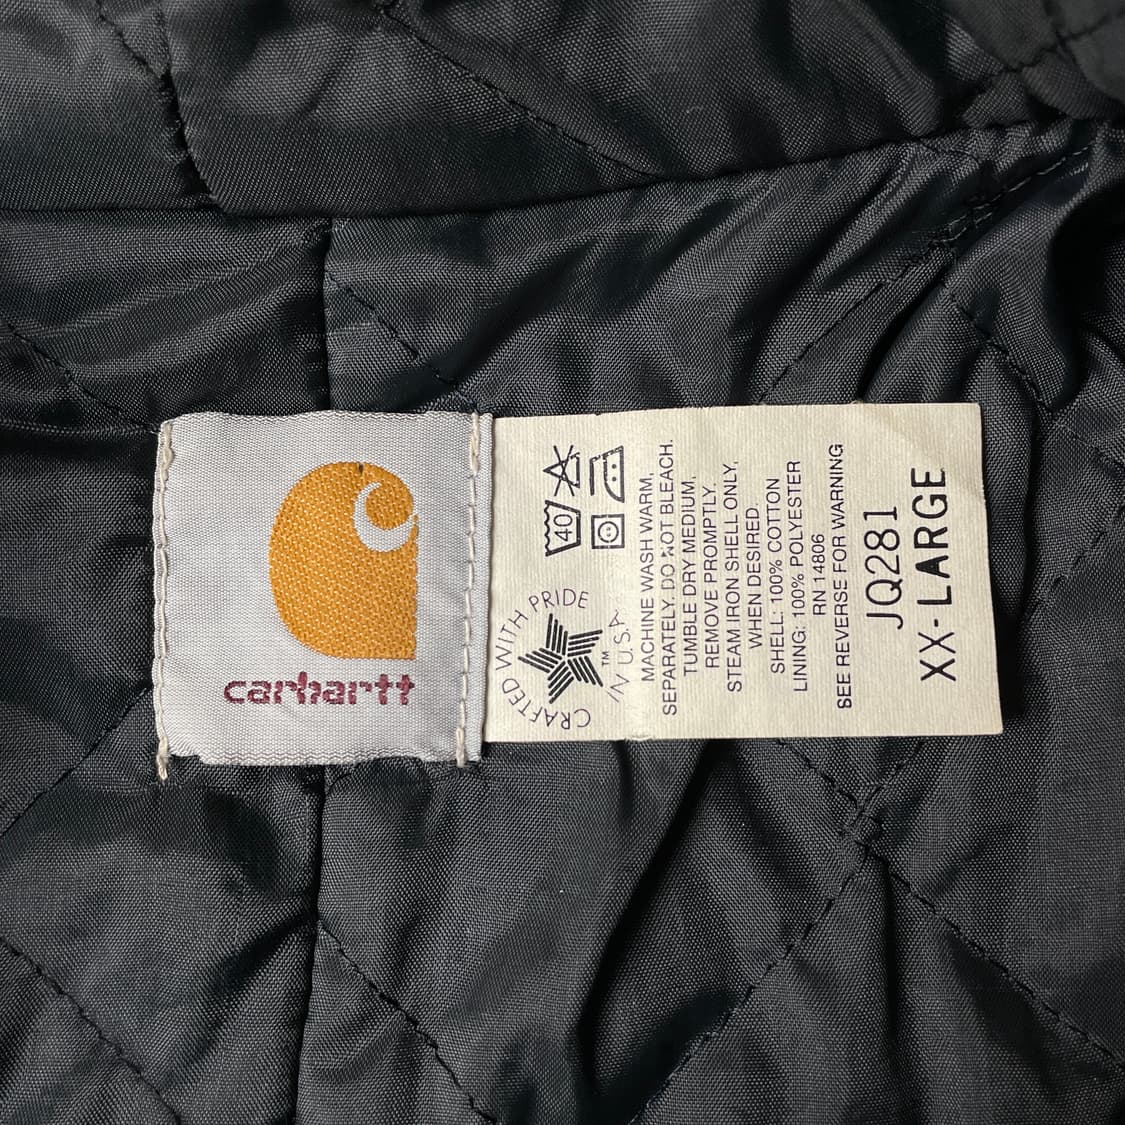 carhartt
40
CRAFTED WITH PRIDE
IN U.S.A.
TM
MACHINE WASH WARM,
SEPARATELY. DO NOT BLEACH.
TUMBLE DRY MEDIUM,
REMOVE PROMPTLY.
STEAM IRON SHELL ONLY,
WHEN DESIRED.
SHELL: 100% COTTON
LINING: 100% POLYESTER
RN 14806
SEE REVERSE FOR WARNING
JQ281
XX-LARGE